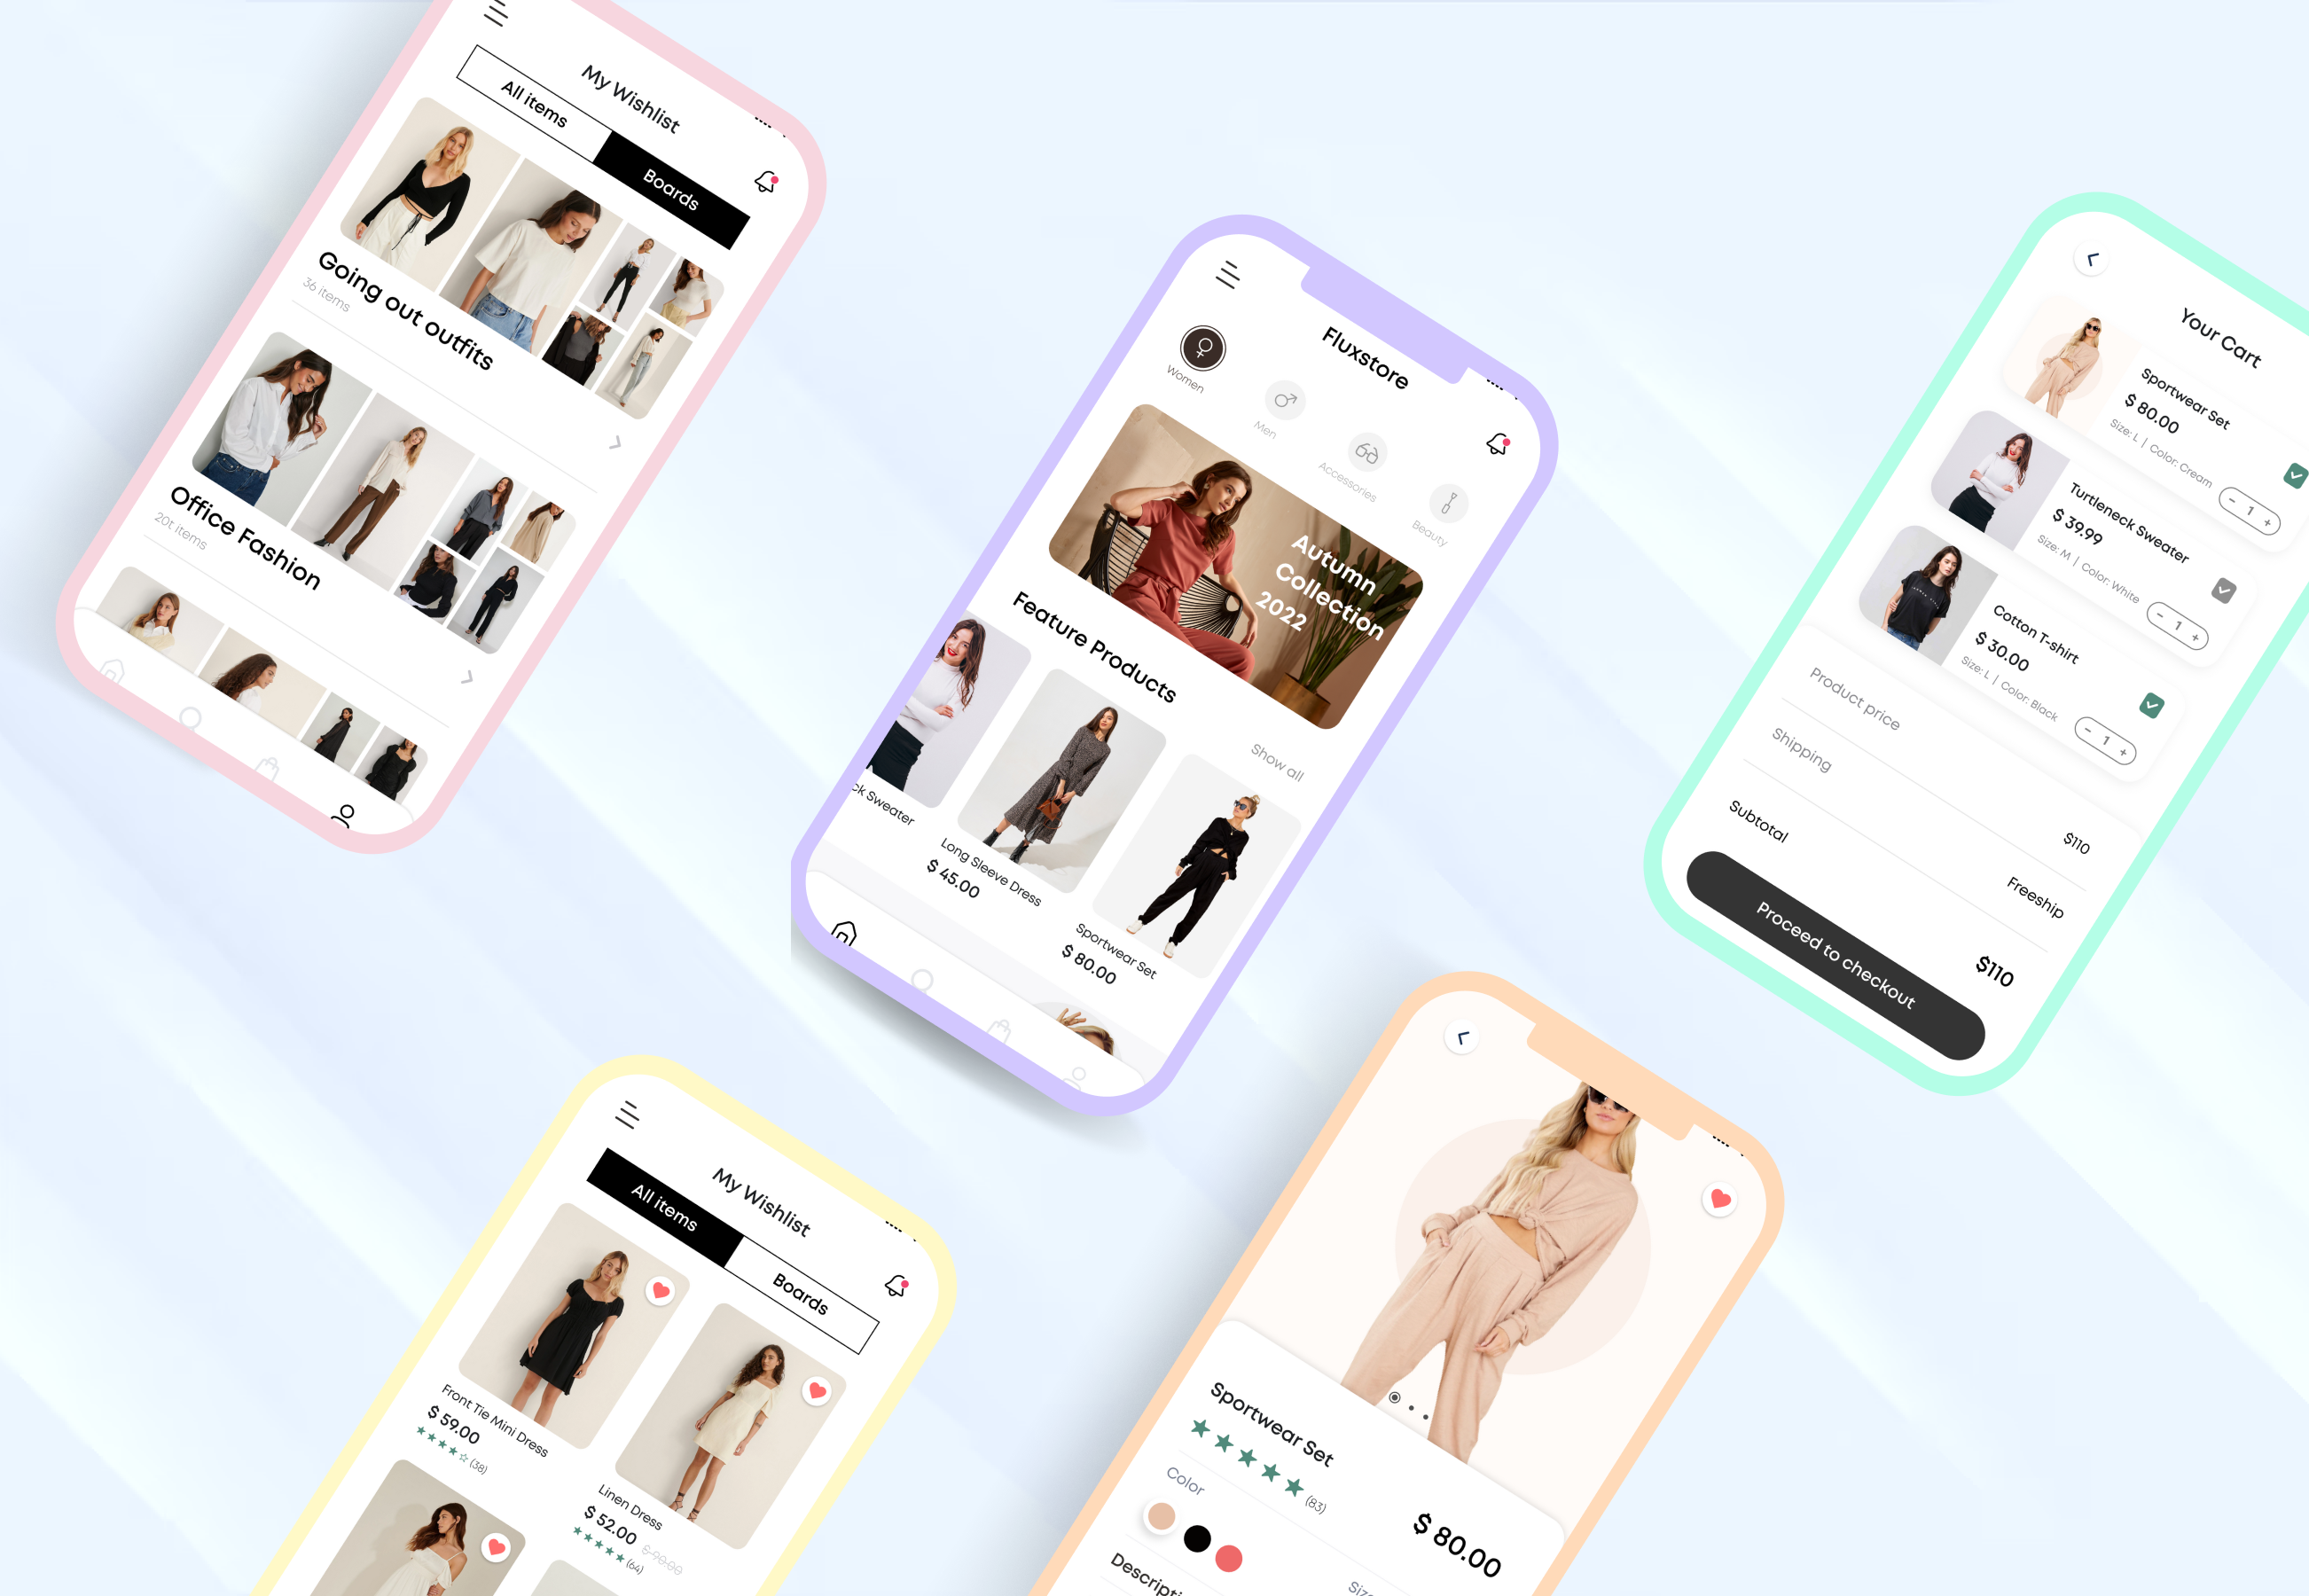 My Wishlist
All items
Boards
Going out outfits
36 items
Office Fashion
20t items
Fluxstore
Women
Men
Accessories
Beauty
Autumn
Collection
2022
Feature Products
Show all
ck Sweater
Long Sleeve Dress
$ 45.00
Sportwear Set
$ 80.00
Your Cart
Sportwear Set
$ 80.00
Size: L | Color: Cream
- 1 +
Turtleneck Sweater
$ 39.99
Size: M | Color: White
- 1 +
Cotton T-shirt
$ 30.00
Size: L | Color: Black
- 1 +
Product price
$110
Shipping
Freeship
Subtotal
$110
Proceed to checkout
My Wishlist
All items
Boards
Front Tie Mini Dress
$ 59.00
(38)
Linen Dress
$ 52.00 $ 90.00
(64)
Sportwear Set
(83)
$ 80.00
Color
Size
Descripti